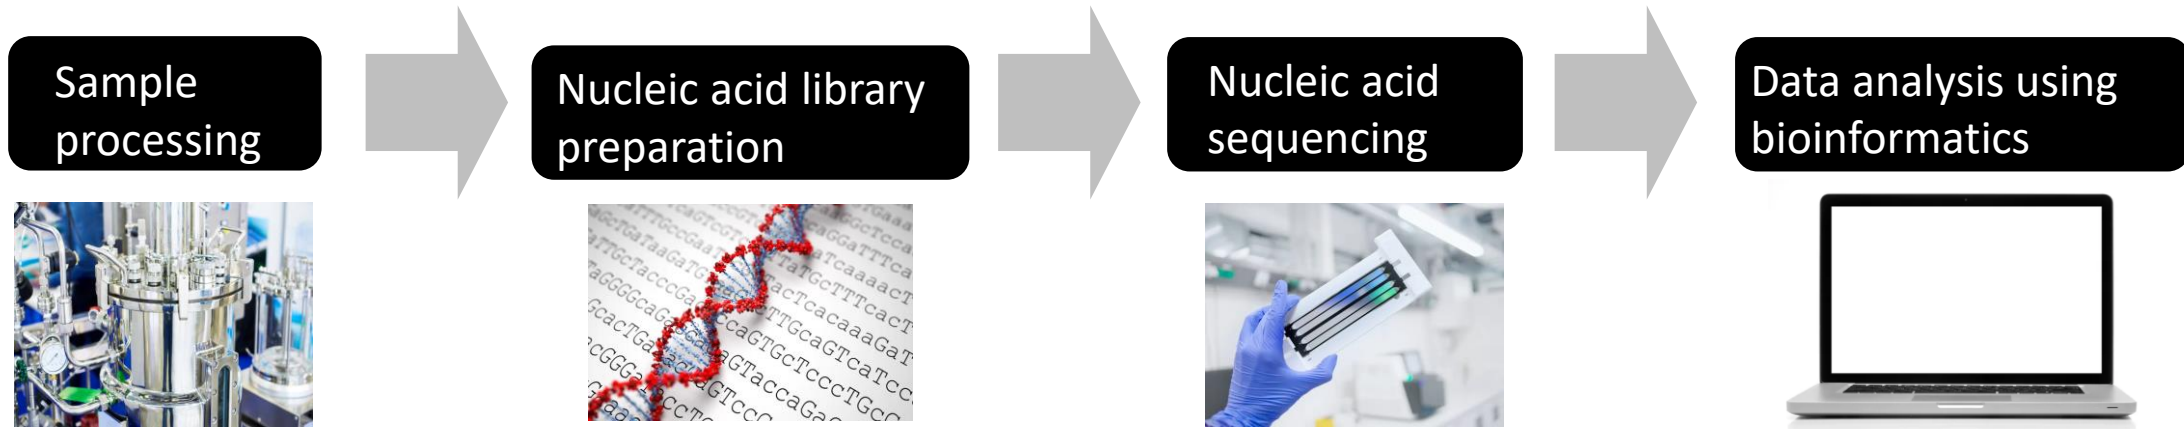 Sample
processing
Nucleic acid library
preparation
Nucleic acid
sequencing
Data analysis using
bioinformatics